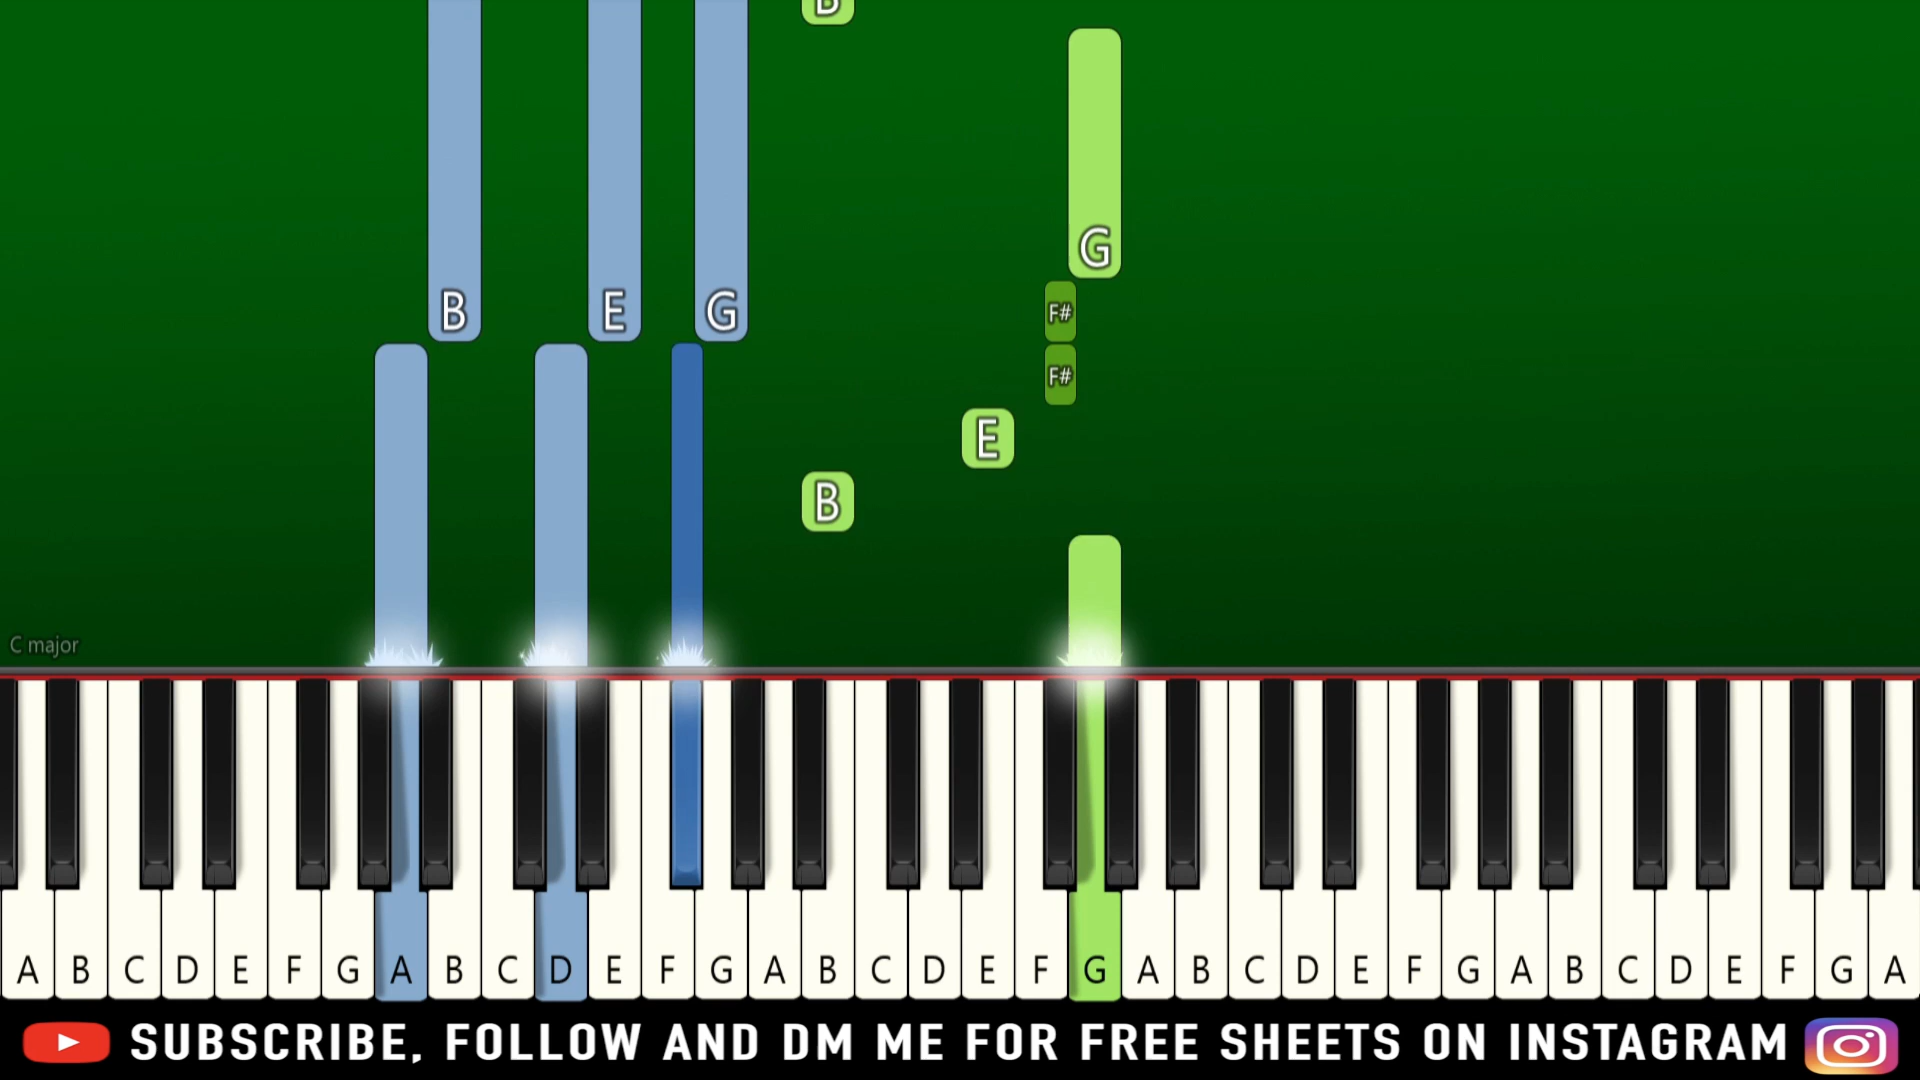 B
G
B E G F#
F#
E
B
C major
A B C D E F G A B C D E F G A B C D E F G A B C D E F G A B C D E F G A
SUBSCRIBE, FOLLOW AND DM ME FOR FREE SHEETS ON INSTAGRAM